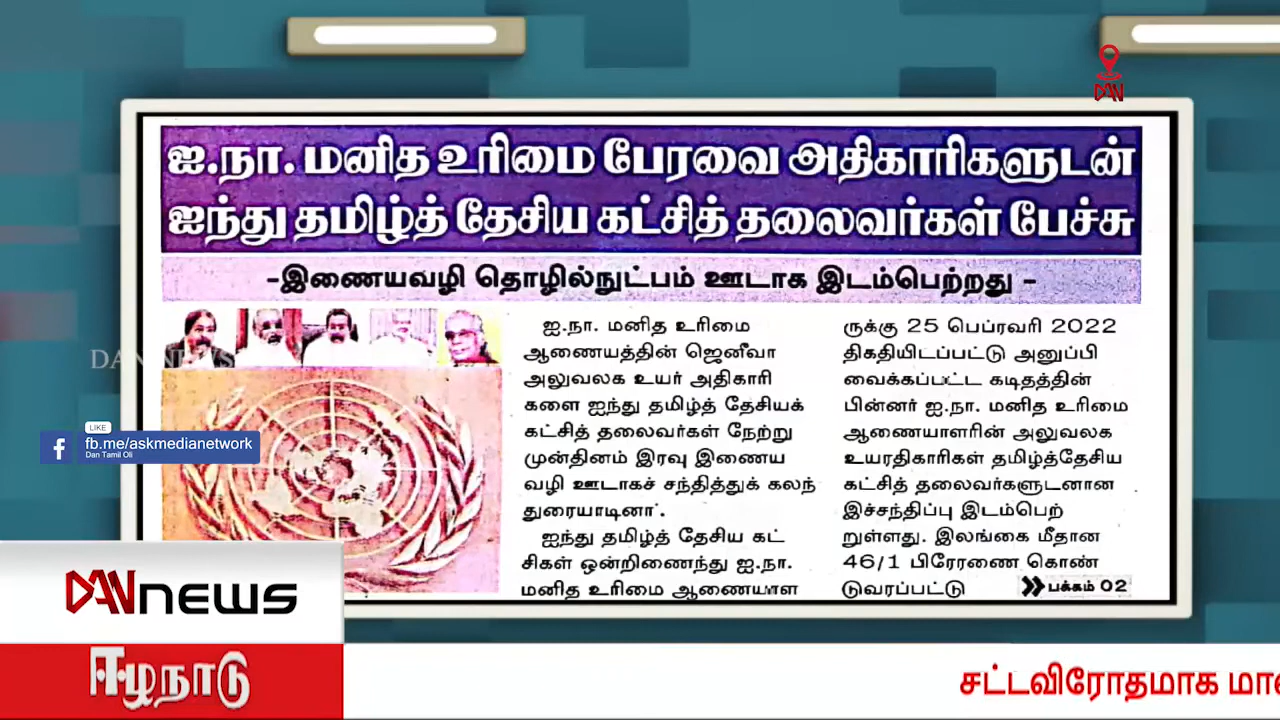 DAN
ஐ.நா. மனித உரிமை பேரவை அதிகாரிகளுடன்
ஐந்து தமிழ்த் தேசிய கட்சித் தலைவர்கள் பேச்சு
-இணையவழி தொழில்நுட்பம் ஊடாக இடம்பெற்றது -
DAN NEWS
ஐ.நா. மனித உரிமை
ஆணையத்தின் ஜெனீவா
அலுவலக உயர் அதிகாரி
களை ஐந்து தமிழ்த் தேசியக்
கட்சித் தலைவர்கள் நேற்று
முன்தினம் இரவு இணைய
வழி ஊடாகச் சந்தித்துக் கலந்
துரையாடினர்.
ஐந்து தமிழ்த் தேசிய கட்
சிகள் ஒன்றிணைந்து ஐ.நா.
மனித உரிமை ஆணையாள
ருக்கு 25 பெப்ரவரி 2022
திகதியிடப்பட்டு அனுப்பி
வைக்கப்பட்ட கடிதத்தின்
பின்னர் ஐ.நா. மனித உரிமை
ஆணையாளரின் அலுவலக
உயரதிகாரிகள் தமிழ்த்தேசிய
கட்சித் தலைவர்களுடனான
இச்சந்திப்பு இடம்பெற்
றுள்ளது. இலங்கை மீதான
46/1 பிரேரணை கொண்
டுவரப்பட்டு
பக்கம் 02
LIKE
fb.me/askmedianetwork
Dan Tamil Oli
DAN news
ஈழநாடு
சட்டவிரோதமாக